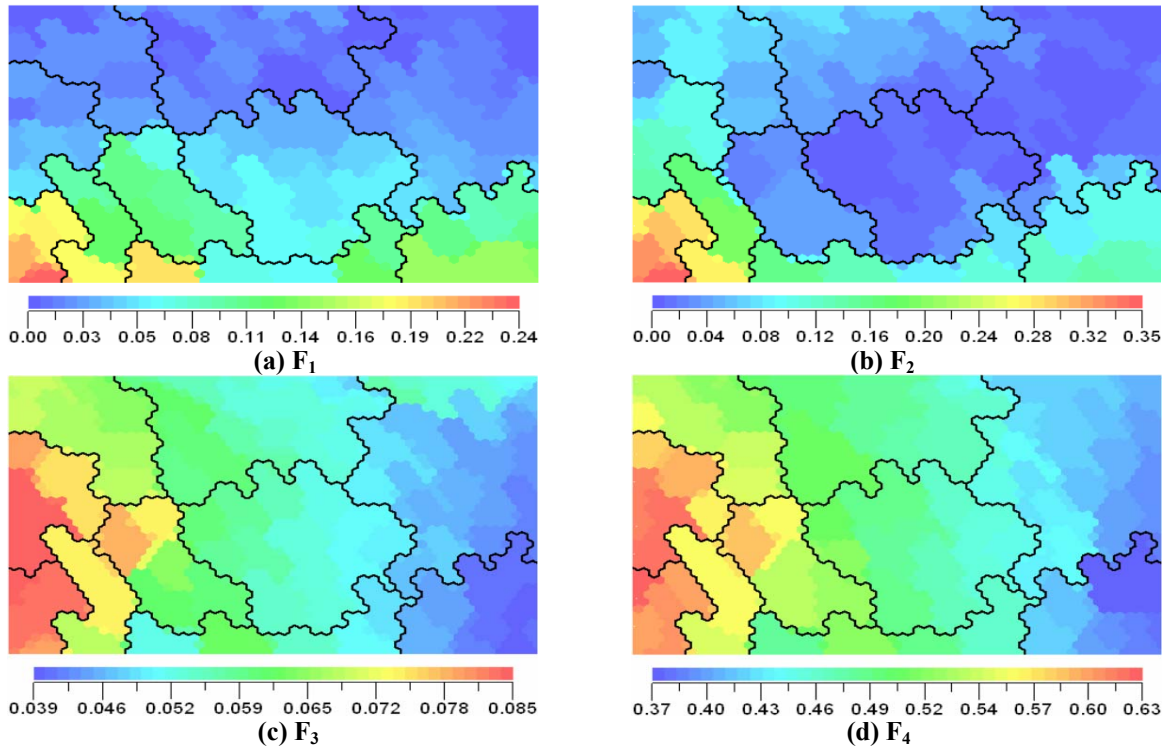 0.00 0.03 0.05 0.08 0.11 0.14 0.16 0.19 0.22 0.24
(a) F1
0.00 0.04 0.08 0.12 0.16 0.20 0.24 0.28 0.32 0.35
(b) F2
0.039 0.046 0.052 0.059 0.065 0.072 0.078 0.085
(c) F3
0.37 0.40 0.43 0.46 0.49 0.52 0.54 0.57 0.60 0.63
(d) F4